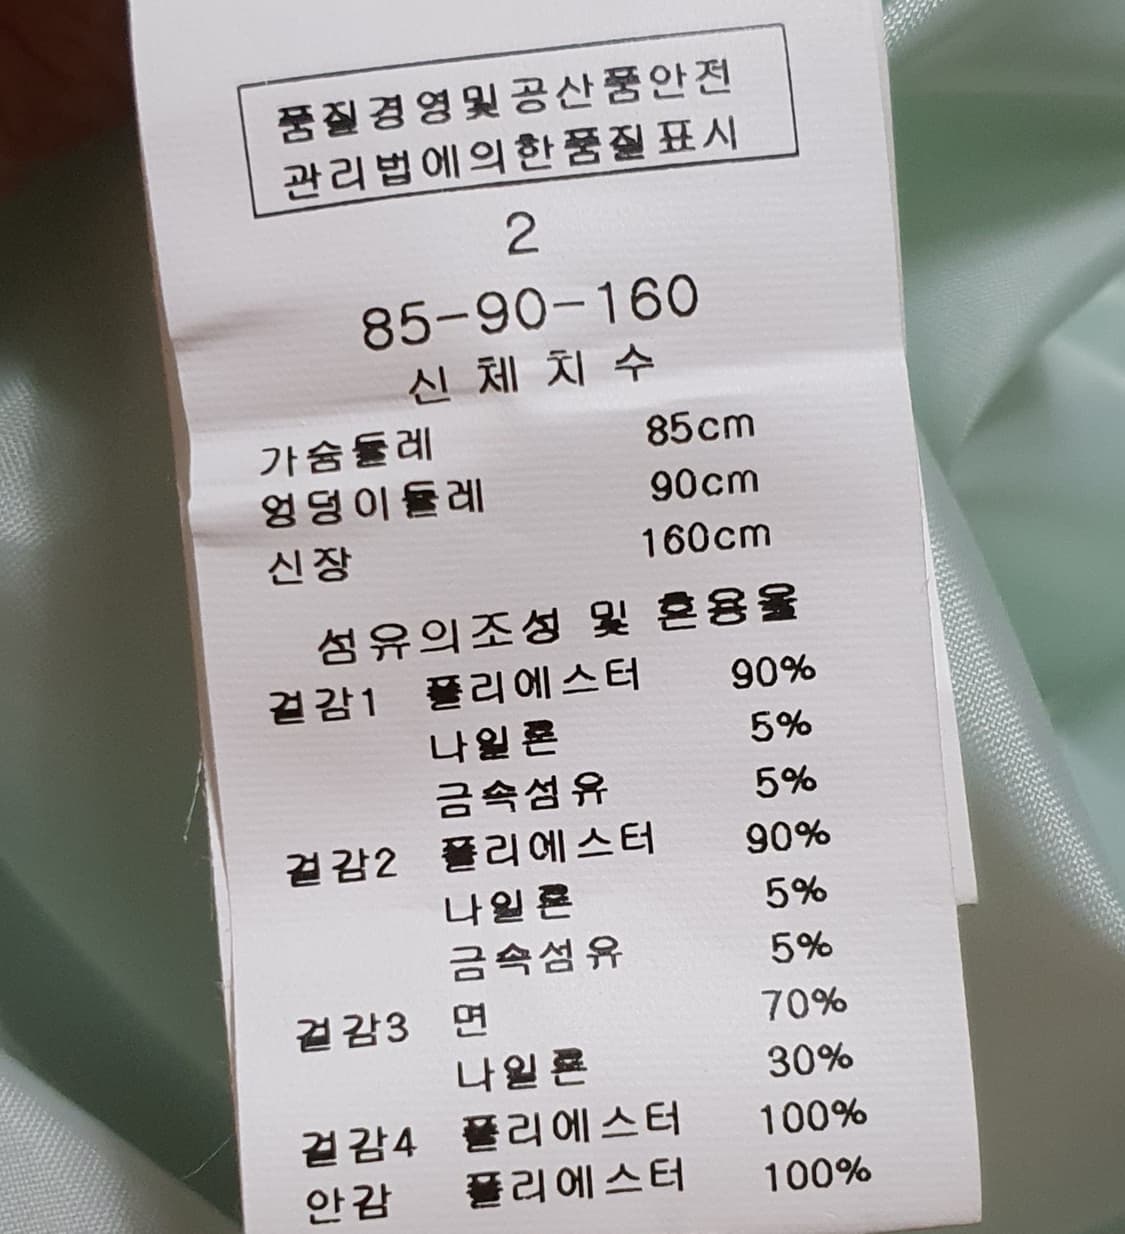 품질경영및공산품안전
관리법에의한품질표시
2
85-90-160
신체치수
가슴둘레 85cm
엉덩이둘레 90cm
신장 160cm
섬유의조성 및 혼용율
겉감1 폴리에스터 90%
나일론 5%
금속섬유 5%
겉감2 폴리에스터 90%
나일론 5%
금속섬유 5%
겉감3 면 70%
나일론 30%
겉감4 폴리에스터 100%
안감 폴리에스터 100%